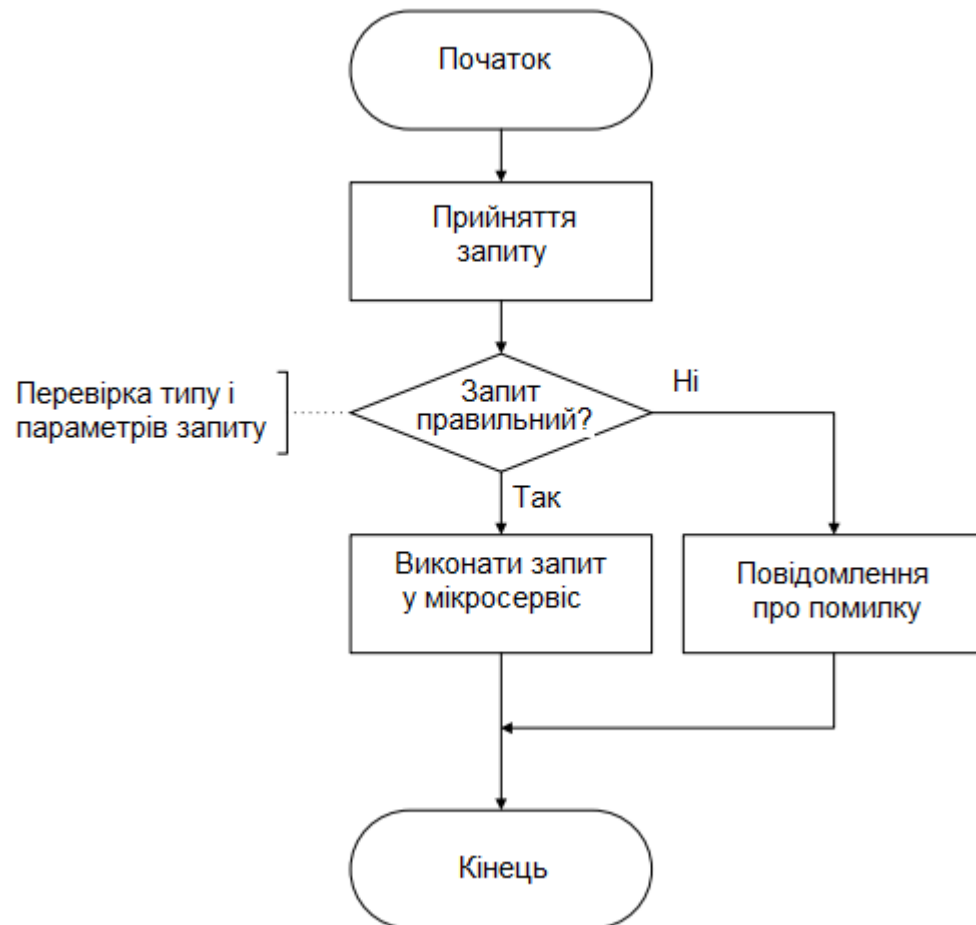 Початок
Прийняття
запиту
Перевірка типу і
параметрів запиту
Запит
правильний?
Ні
Так
Виконати запит
у мікросервіс
Повідомлення
про помилку
Кінець